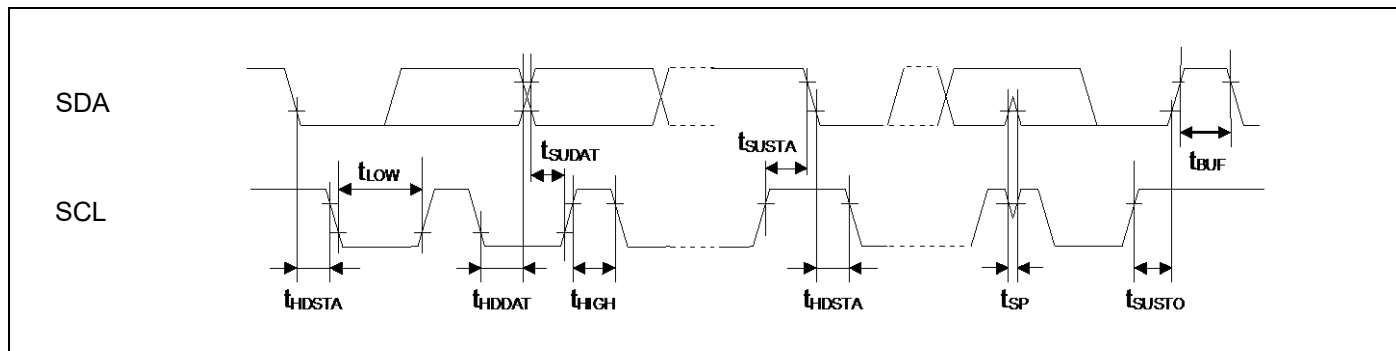 SDA
tSUDAT
tSUSTA
tLOW
tBUF
SCL
tHDSTA
tHDDAT
tHIGH
tHDSTA
tSP
tSUSTO